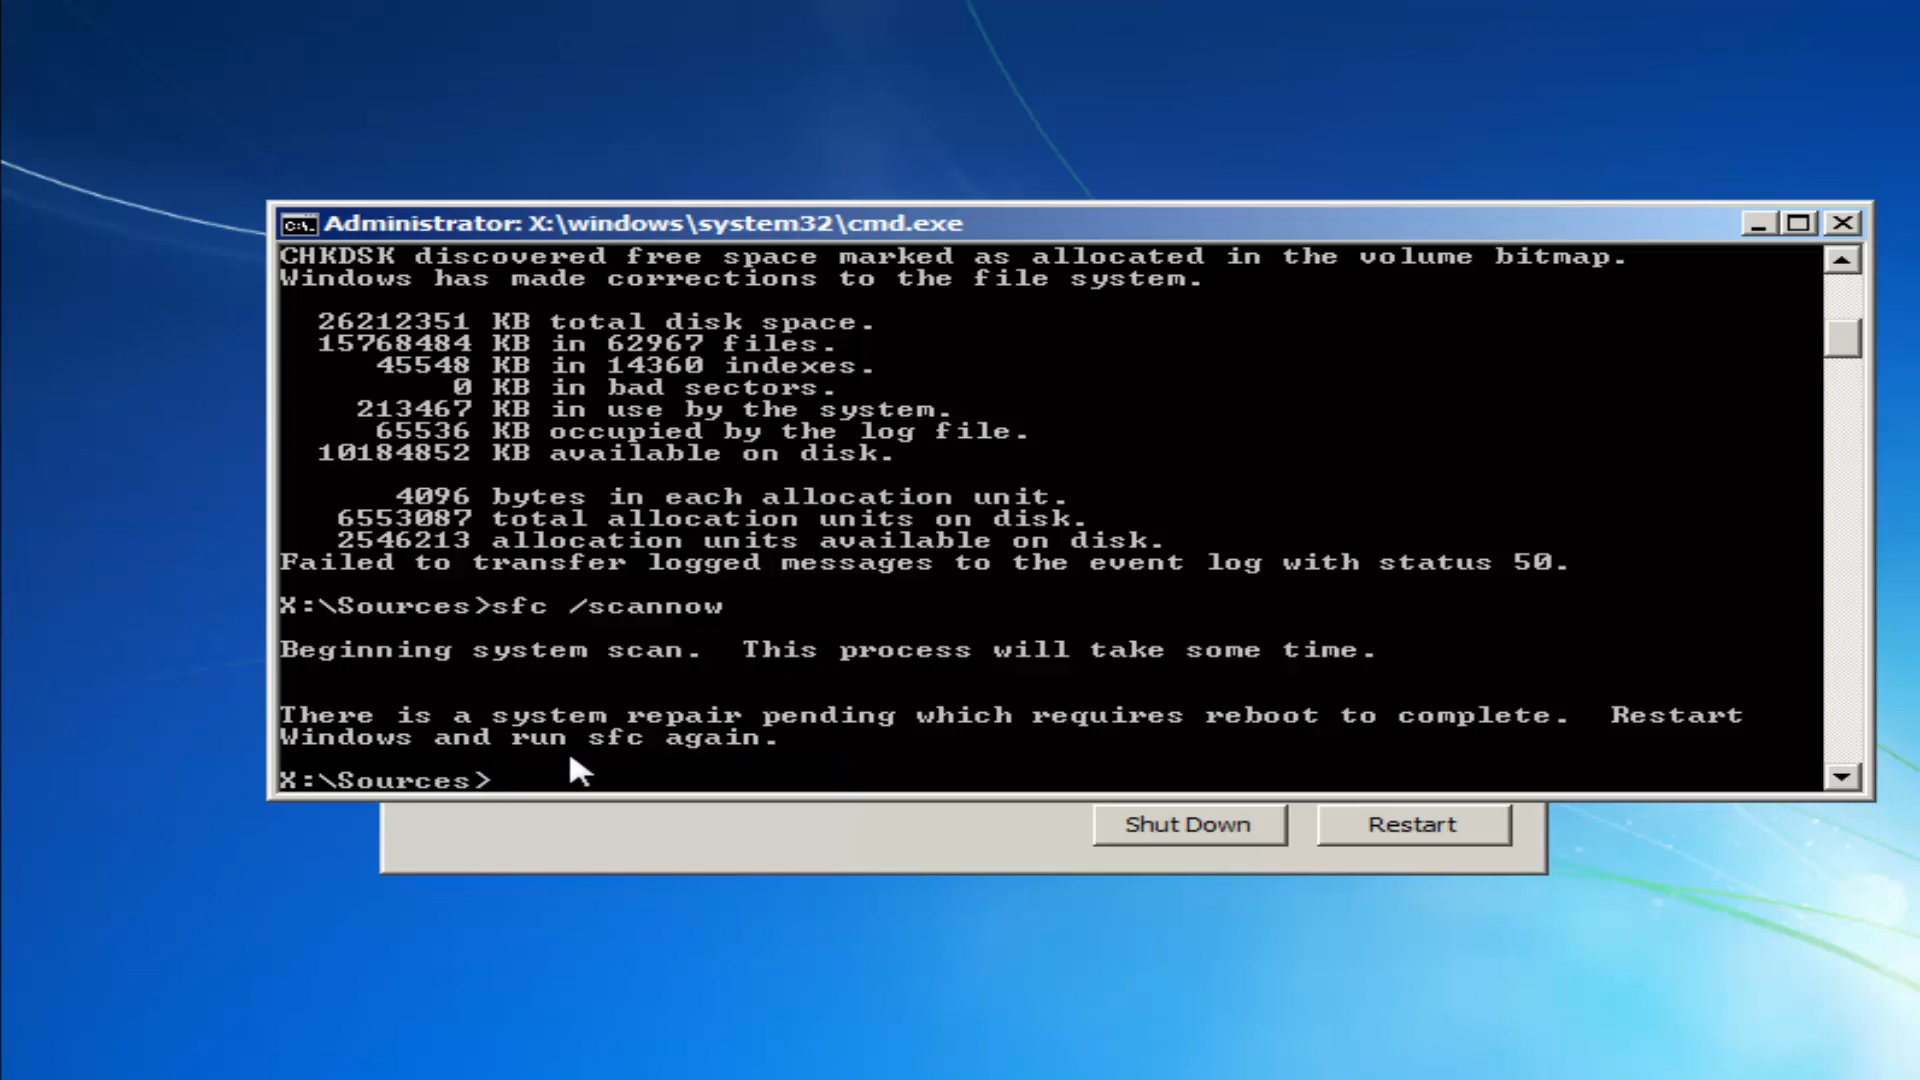 Administrator: X:\windows\system32\cmd.exe
CHKDSK discovered free space marked as allocated in the volume bitmap.
Windows has made corrections to the file system.
26212351 KB total disk space.
15768484 KB in 62967 files.
45548 KB in 14360 indexes.
0 KB in bad sectors.
213467 KB in use by the system.
65536 KB occupied by the log file.
10184852 KB available on disk.
4096 bytes in each allocation unit.
6553087 total allocation units on disk.
2546213 allocation units available on disk.
Failed to transfer logged messages to the event log with status 50.
X:\Sources>sfc /scannow
Beginning system scan.  This process will take some time.
There is a system repair pending which requires reboot to complete.  Restart
Windows and run sfc again.
X:\Sources>
Shut Down
Restart